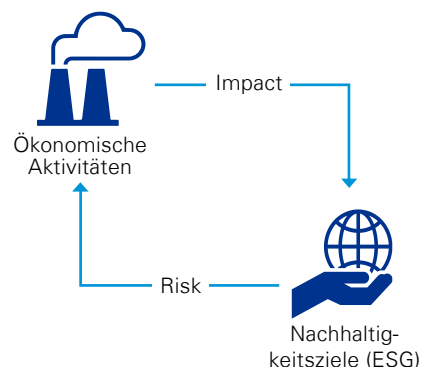 Impact
Ökonomische
Aktivitäten
Risk
Nachhaltig-
keitsziele (ESG)